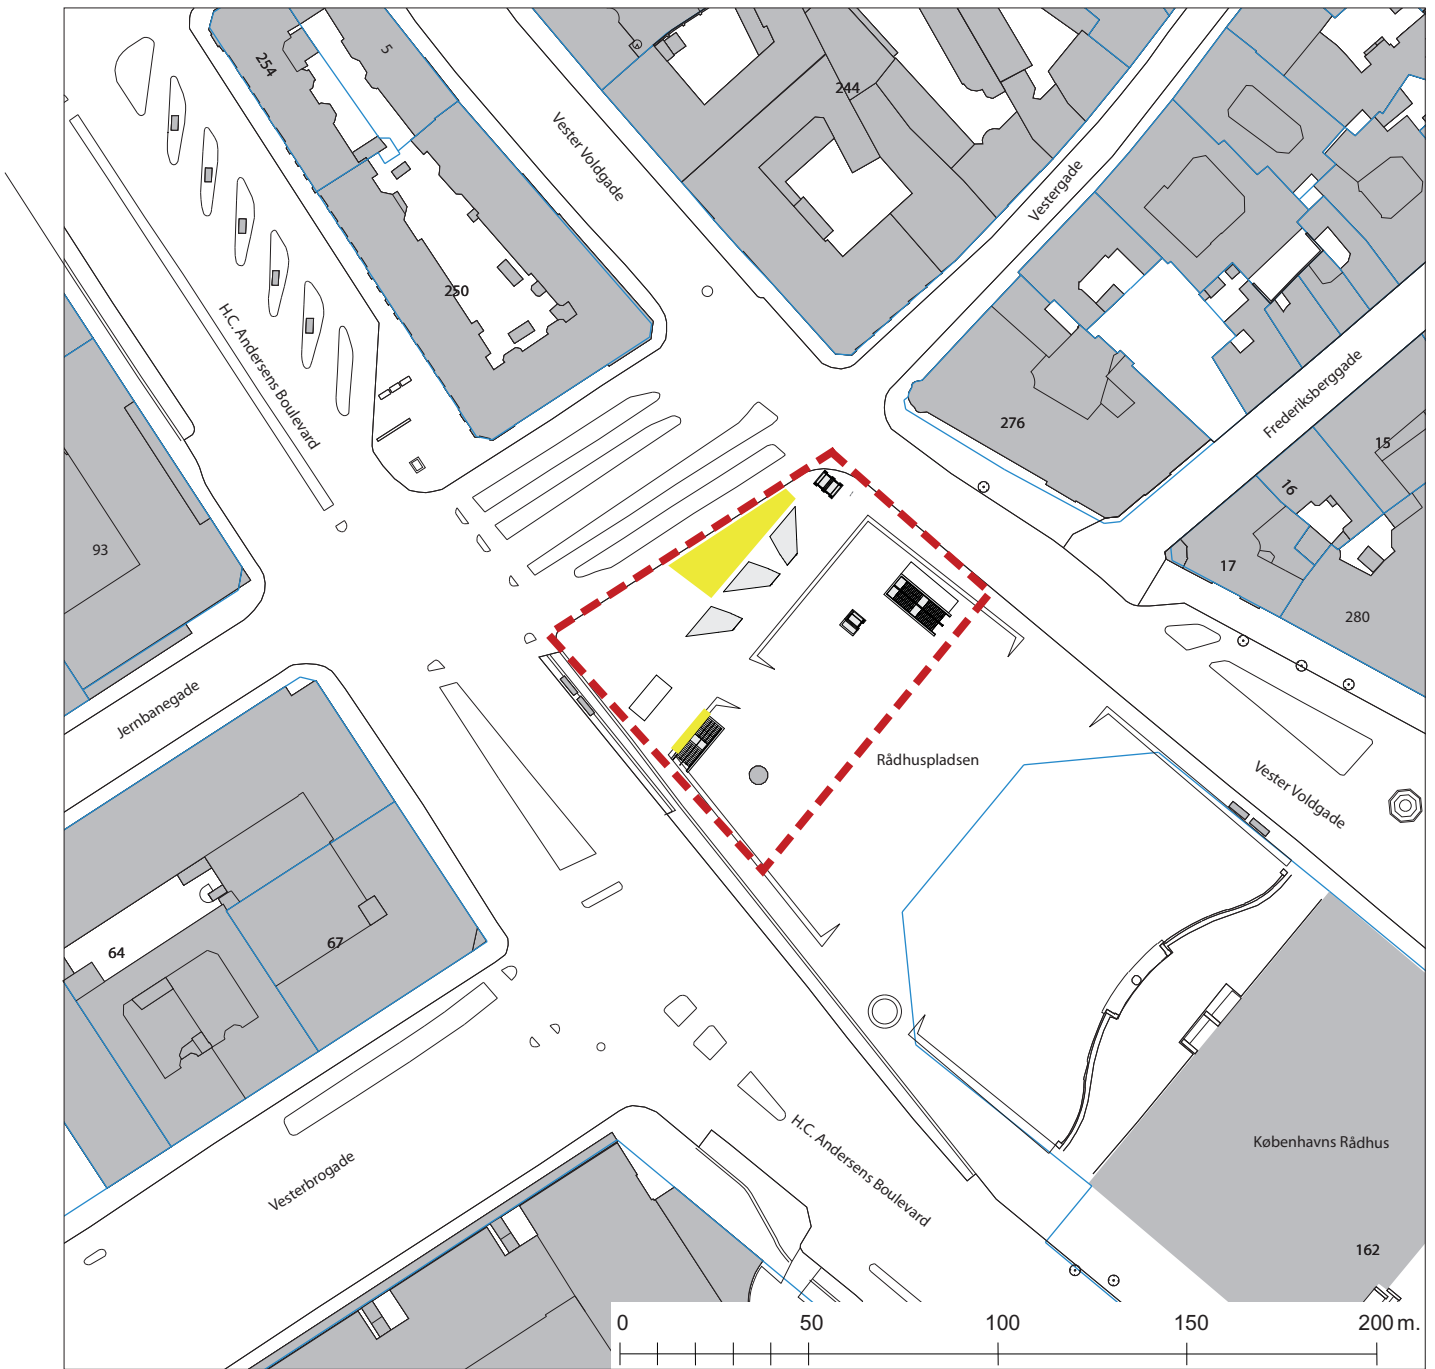 5
254
244
Vester Voldgade
Vestergade
250
H.C. Andersens Boulevard
Frederiksberggade
276
15
16
93
17
280
Jernbanegade
Rådhuspladsen
Vester Voldgade
67
64
H.C. Andersens Boulevard
Københavns Rådhus
Vesterbrogade
162
0 50 100 150 200 m.